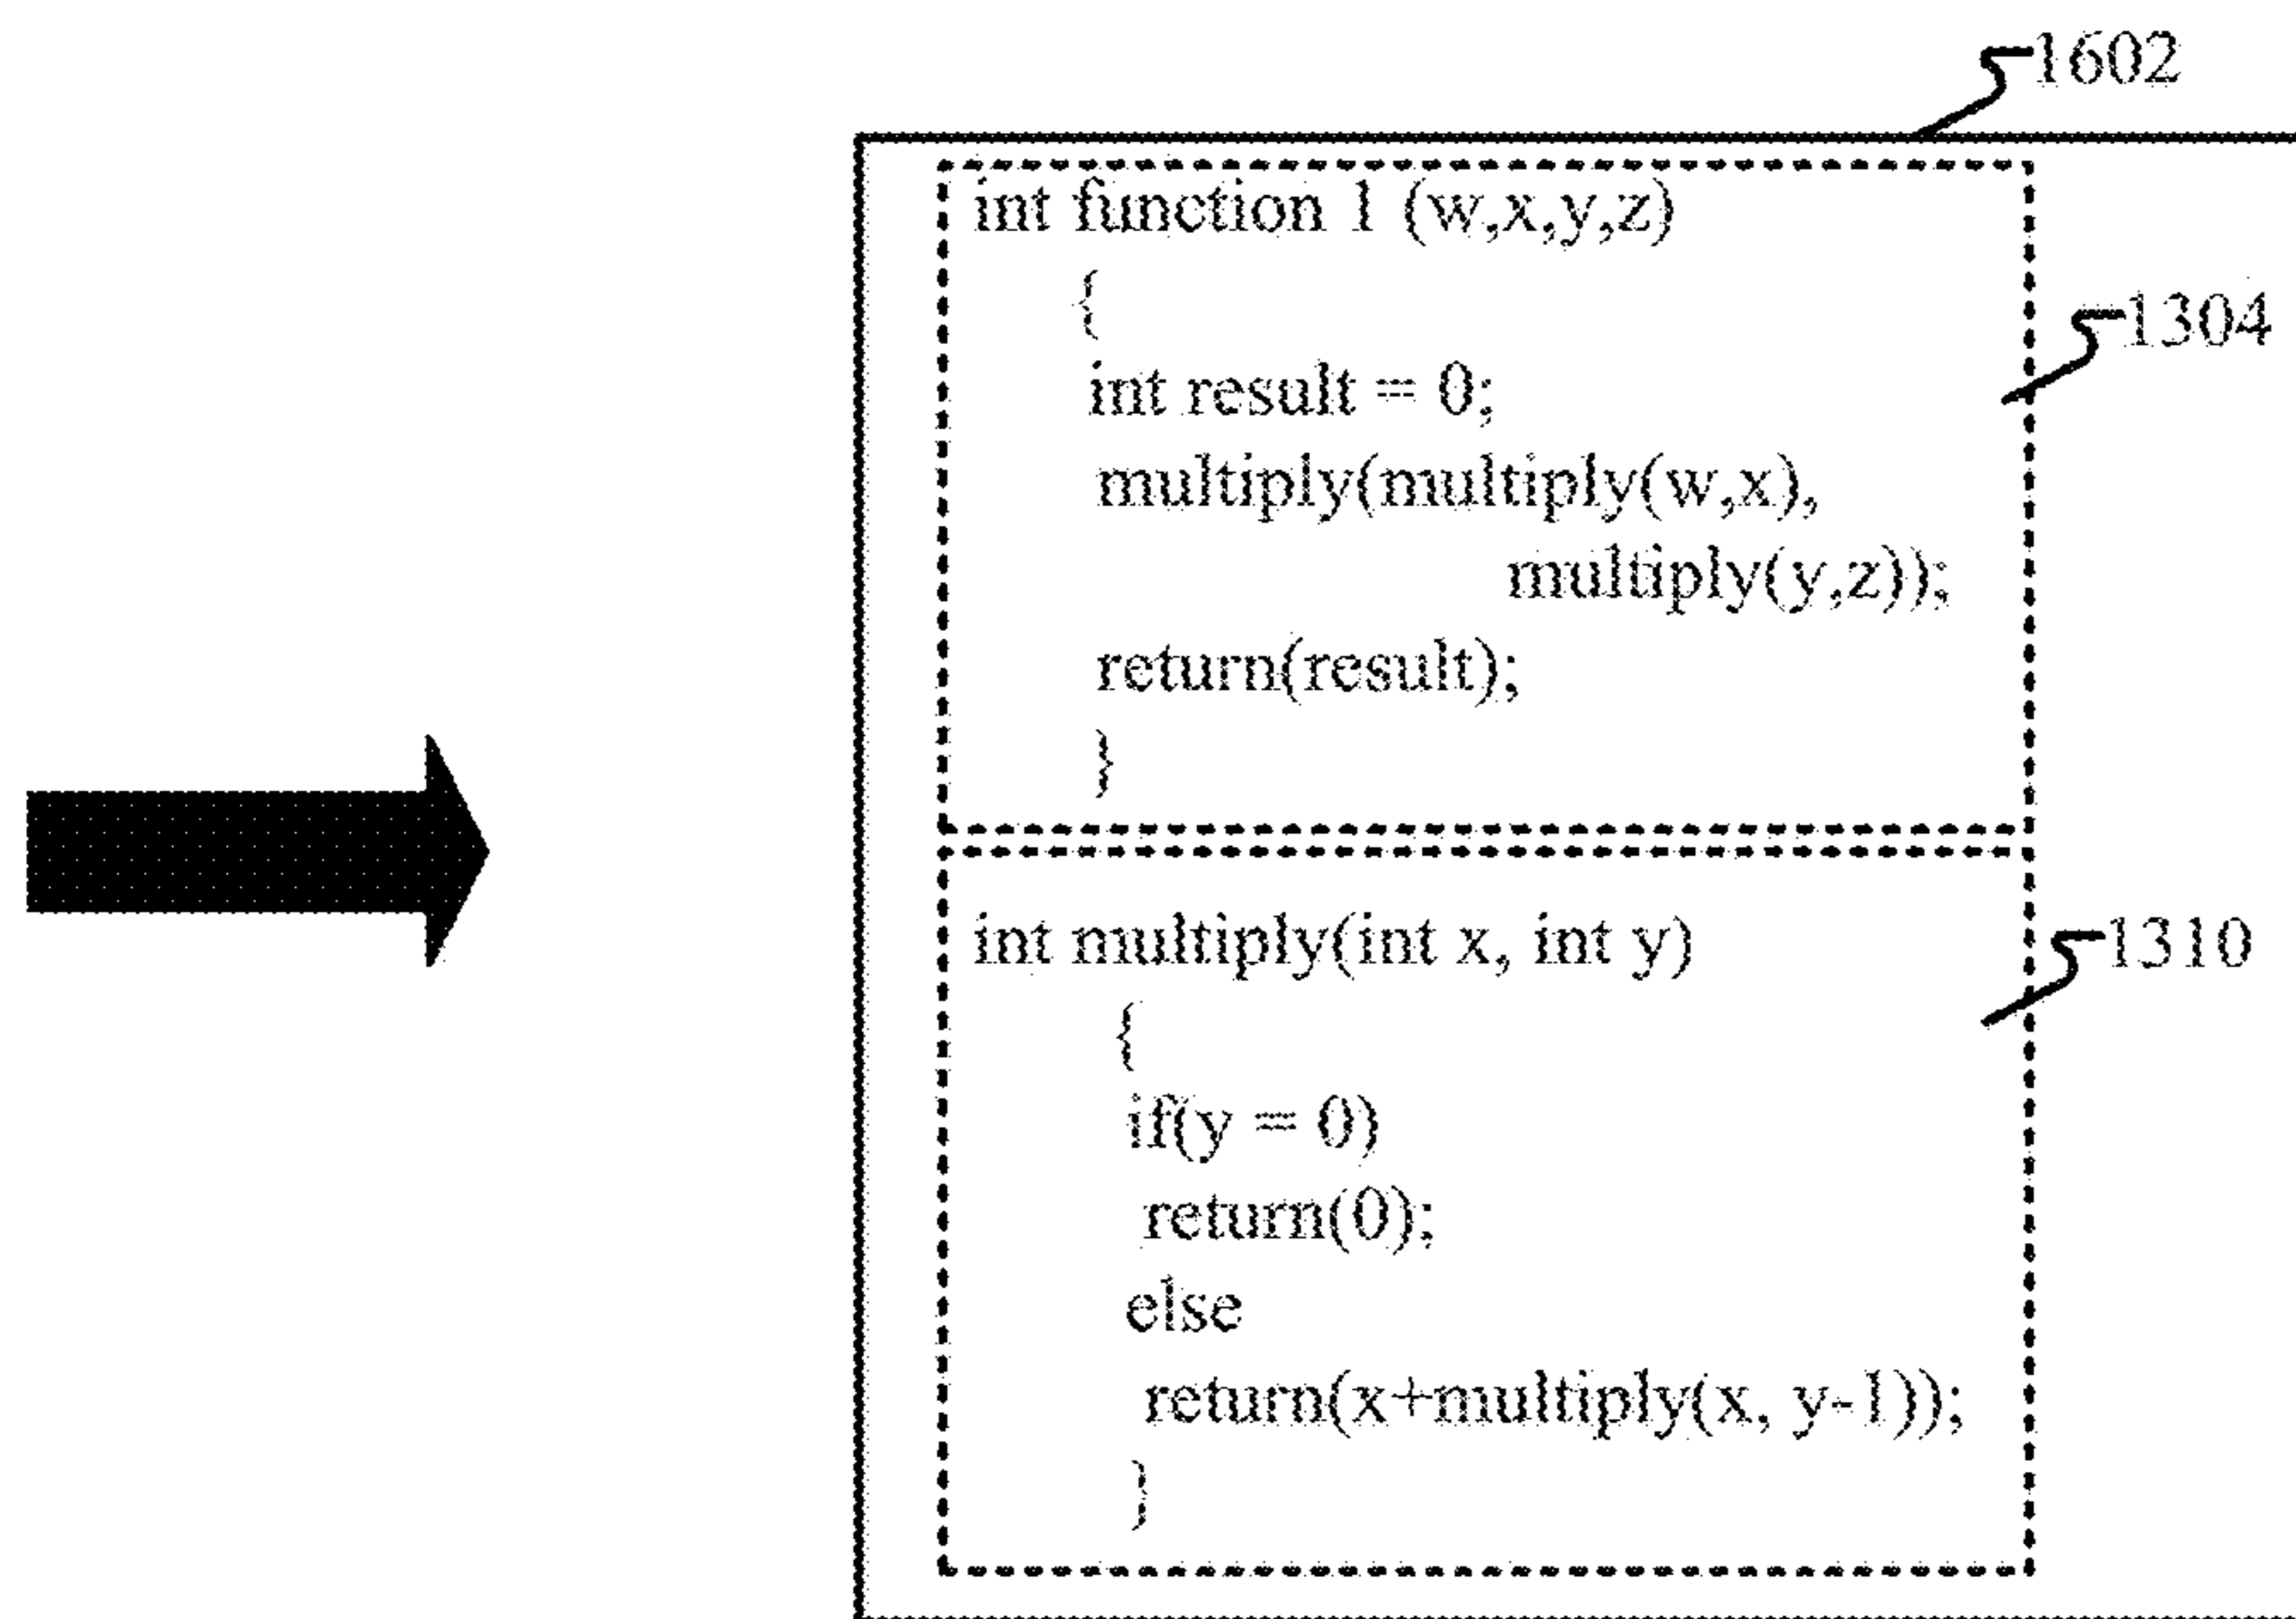 1602
int function 1 (w,x,y,z)
{
1304
int result = 0;
multiply(multiply(w,x),
multiply(y,z));
return(result);
}
int multiply(int x, int y)
1310
{
if(y = 0)
return(0);
else
return(x+multiply(x, y-1));
}